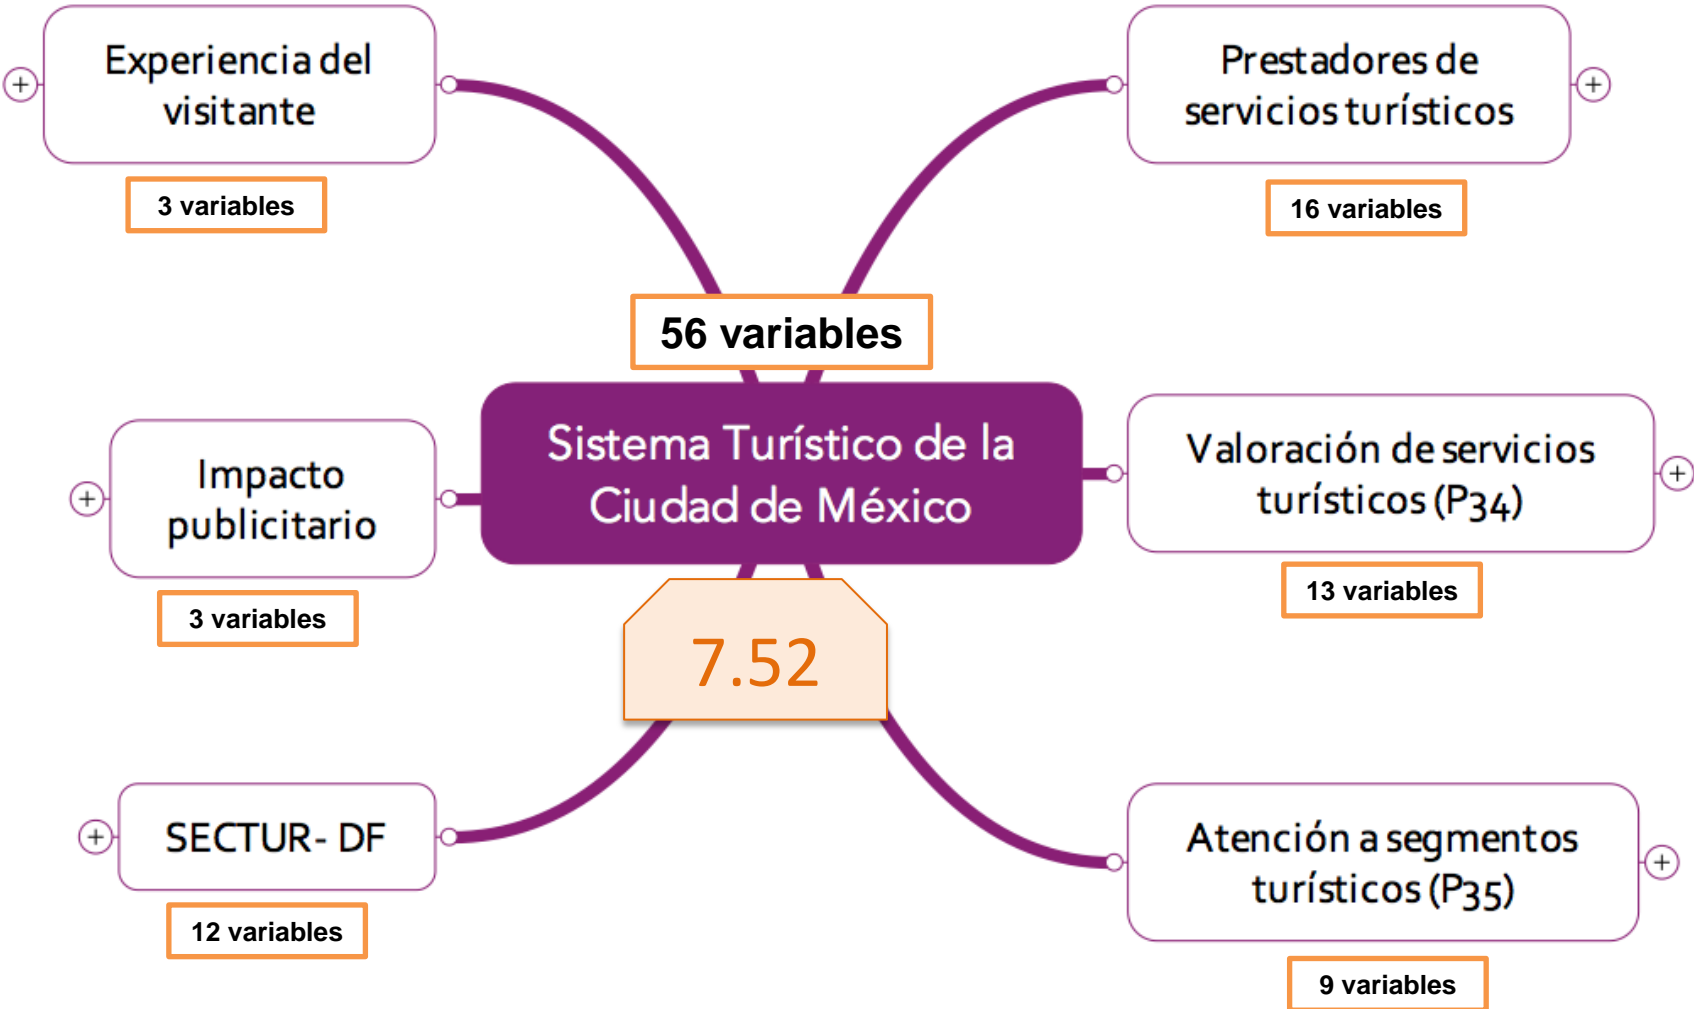 Experiencia del
visitante
3 variables
Prestadores de
servicios turísticos
16 variables
56 variables
Sistema Turístico de la
Ciudad de México
7.52
Impacto
publicitario
3 variables
Valoración de servicios
turísticos (P34)
13 variables
SECTUR- DF
12 variables
Atención a segmentos
turísticos (P35)
9 variables